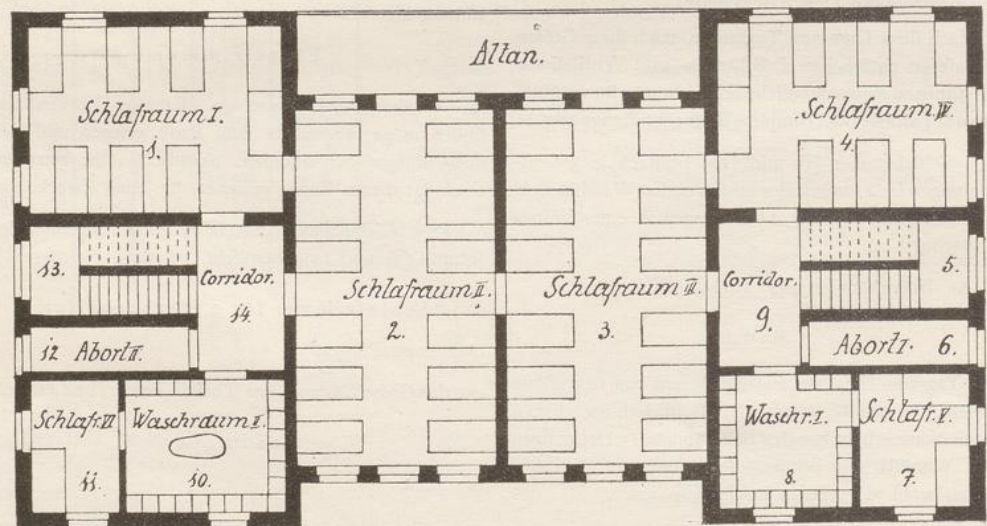 Altan.
Schlafraum I.
1.
Schlafraum IV.
4.
13.
Corridor.
14.
Schlafraum II.
2.
Schlafraum III.
3.
Corridor.
9.
5.
12 Abort II.
Abort I. 6.
Schlafr. VI
11.
Waschraum II.
10.
Waschr. I.
8.
Schlafr. V.
7.